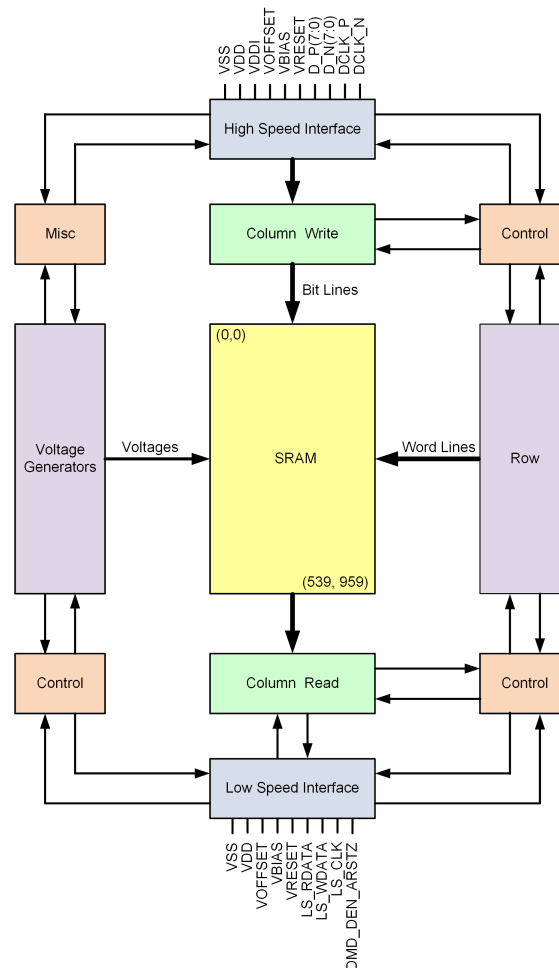 VSS
VDD
VDDI
VOFFSET
VBIAS
VRESET
D_P(7:0)
D_N(7:0)
DCLK_P
DCLK_N
High Speed Interface
Misc
Column Write
Control
Bit Lines
(0,0)
Voltage
Generators
Voltages
SRAM
Word Lines
Row
(539, 959)
Control
Column Read
Control
Low Speed Interface
VSS
VDD
VOFFSET
VBIAS
VRESET
LS_RDATA
LS_WDATA
LS_CLK
DMD_DEN_ARSTZ